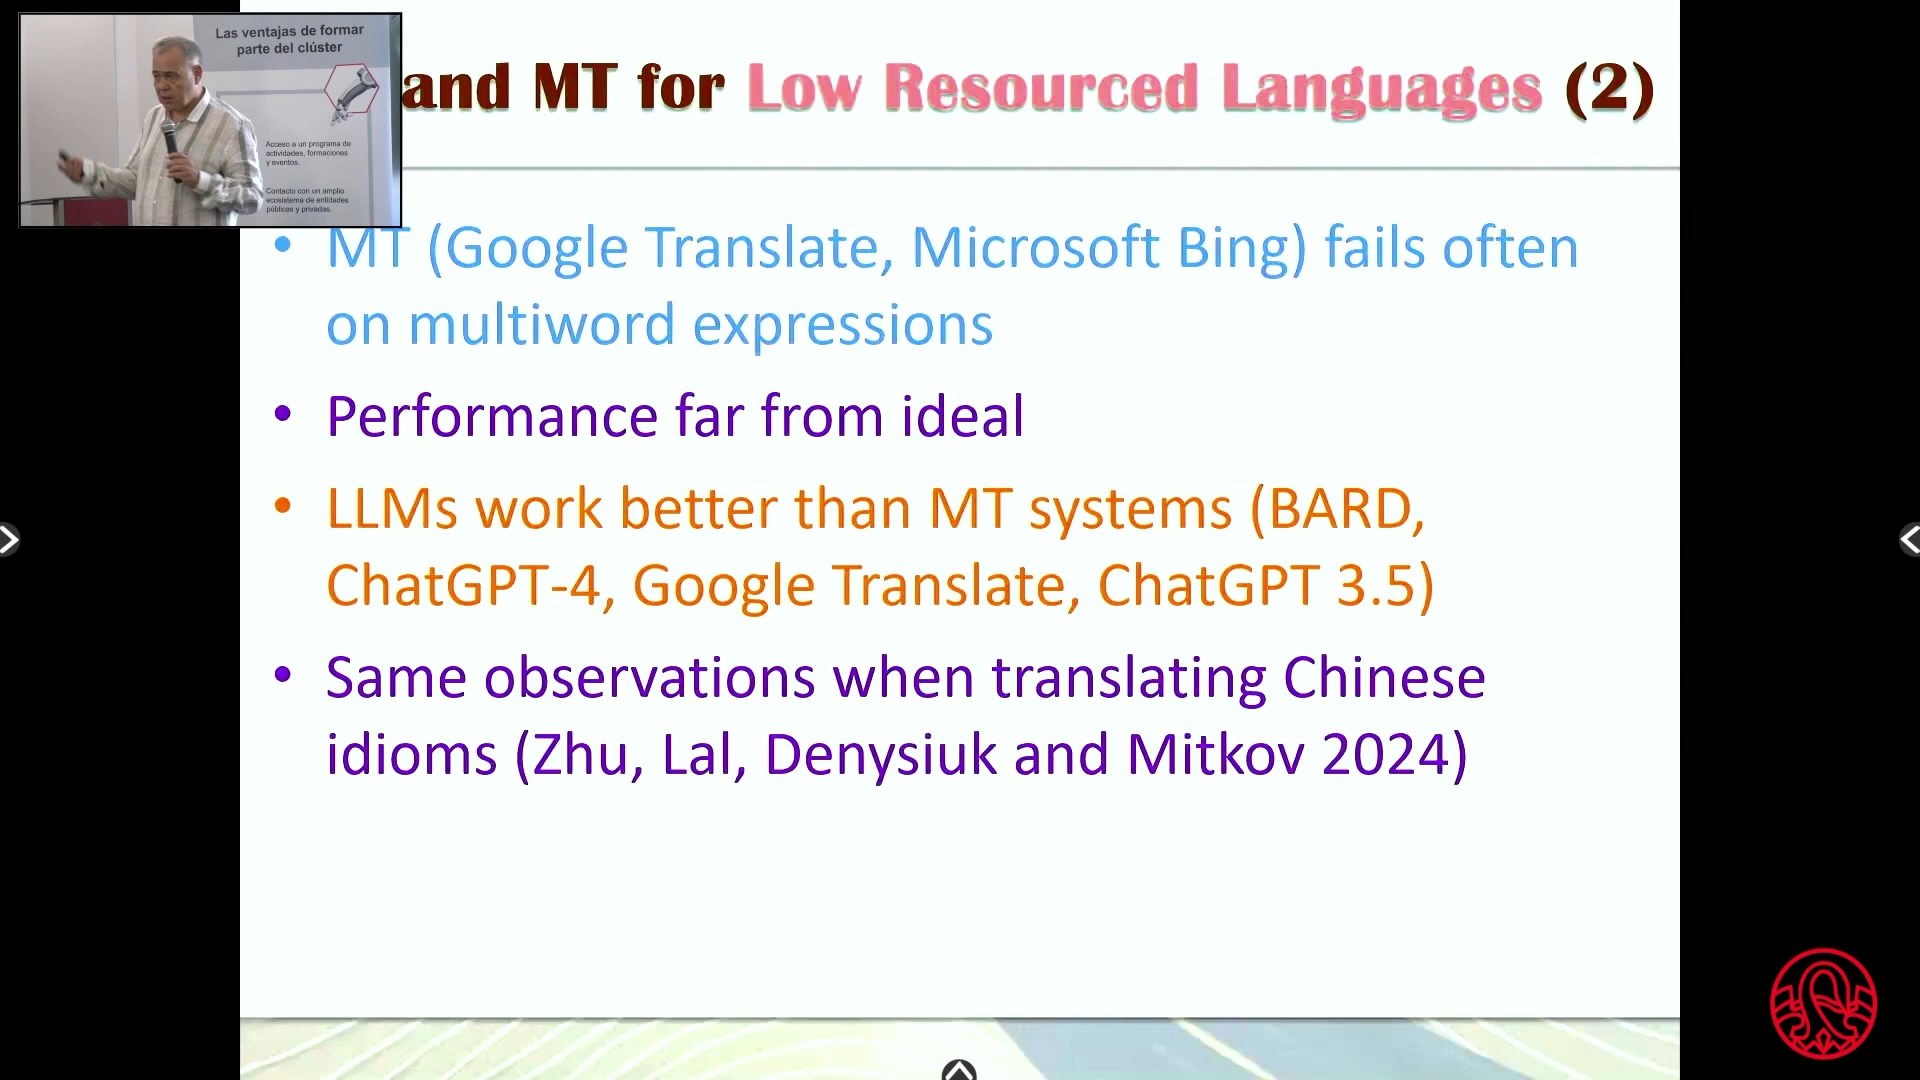 Las ventajas de formar
parte del clúster
Acceso a un programa de
actividades, formaciones
y eventos.
Contacto con un amplio
ecosistema de entidades
públicas y privadas.
and MT for Low Resourced Languages (2)
• MT (Google Translate, Microsoft Bing) fails often
on multiword expressions
• Performance far from ideal
• LLMs work better than MT systems (BARD,
ChatGPT-4, Google Translate, ChatGPT 3.5)
• Same observations when translating Chinese
idioms (Zhu, Lal, Denysiuk and Mitkov 2024)